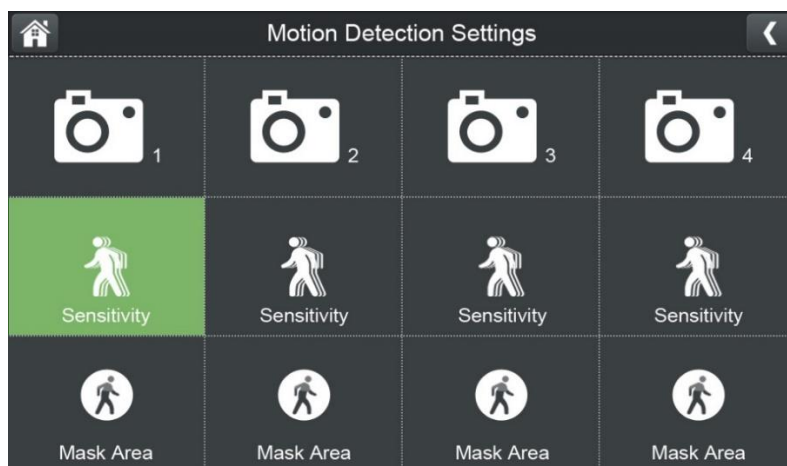 Motion Detection Settings
1 2 3 4
Sensitivity Sensitivity Sensitivity Sensitivity
Mask Area Mask Area Mask Area Mask Area